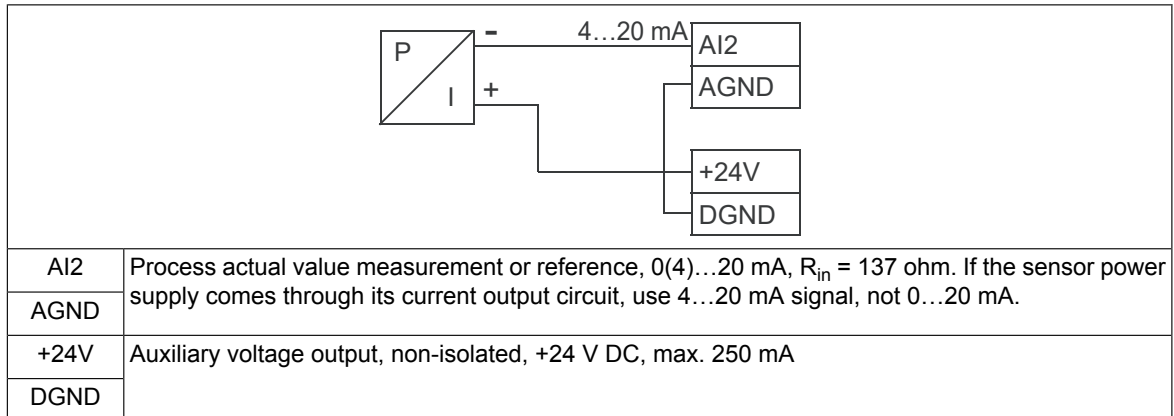 P
I
-
+
4…20 mA
AI2
AGND
+24V
DGND
AI2
Process actual value measurement or reference, 0(4)…20 mA, Rin = 137 ohm. If the sensor power
supply comes through its current output circuit, use 4…20 mA signal, not 0…20 mA.
AGND
+24V
Auxiliary voltage output, non-isolated, +24 V DC, max. 250 mA
DGND